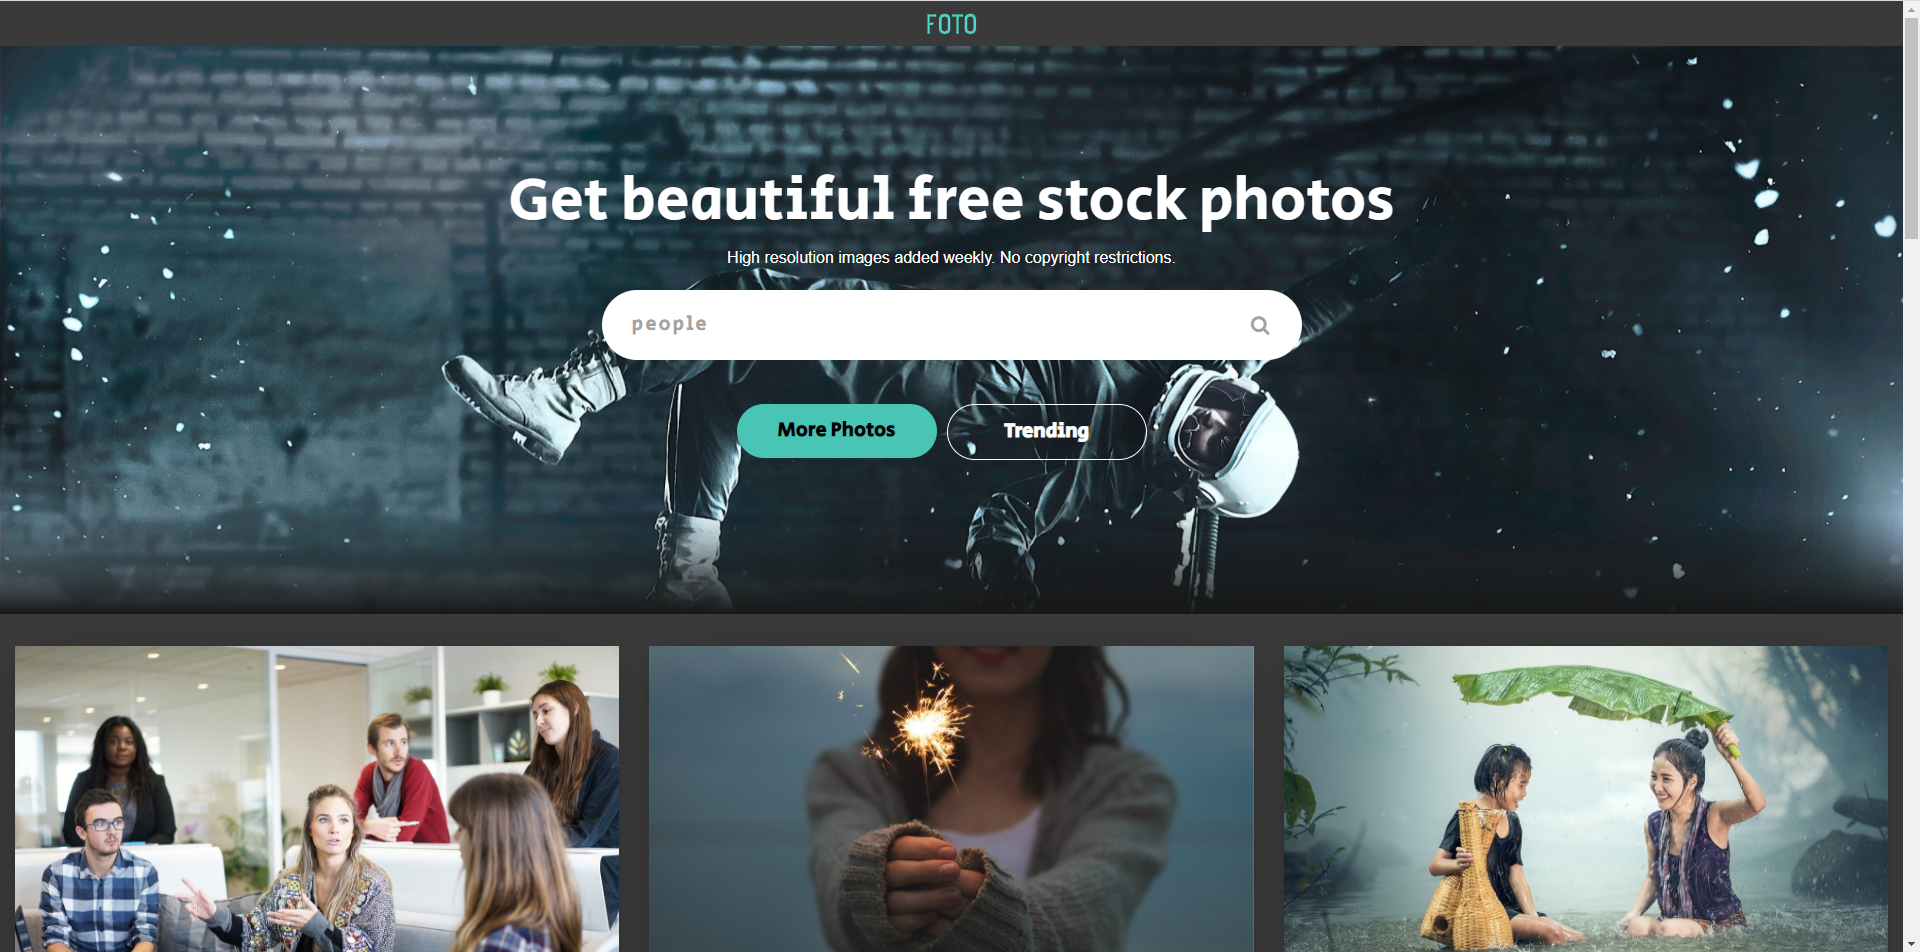 FOTO
Get beautiful free stock photos
High resolution images added weekly. No copyright restrictions.
people
More Photos
Trending